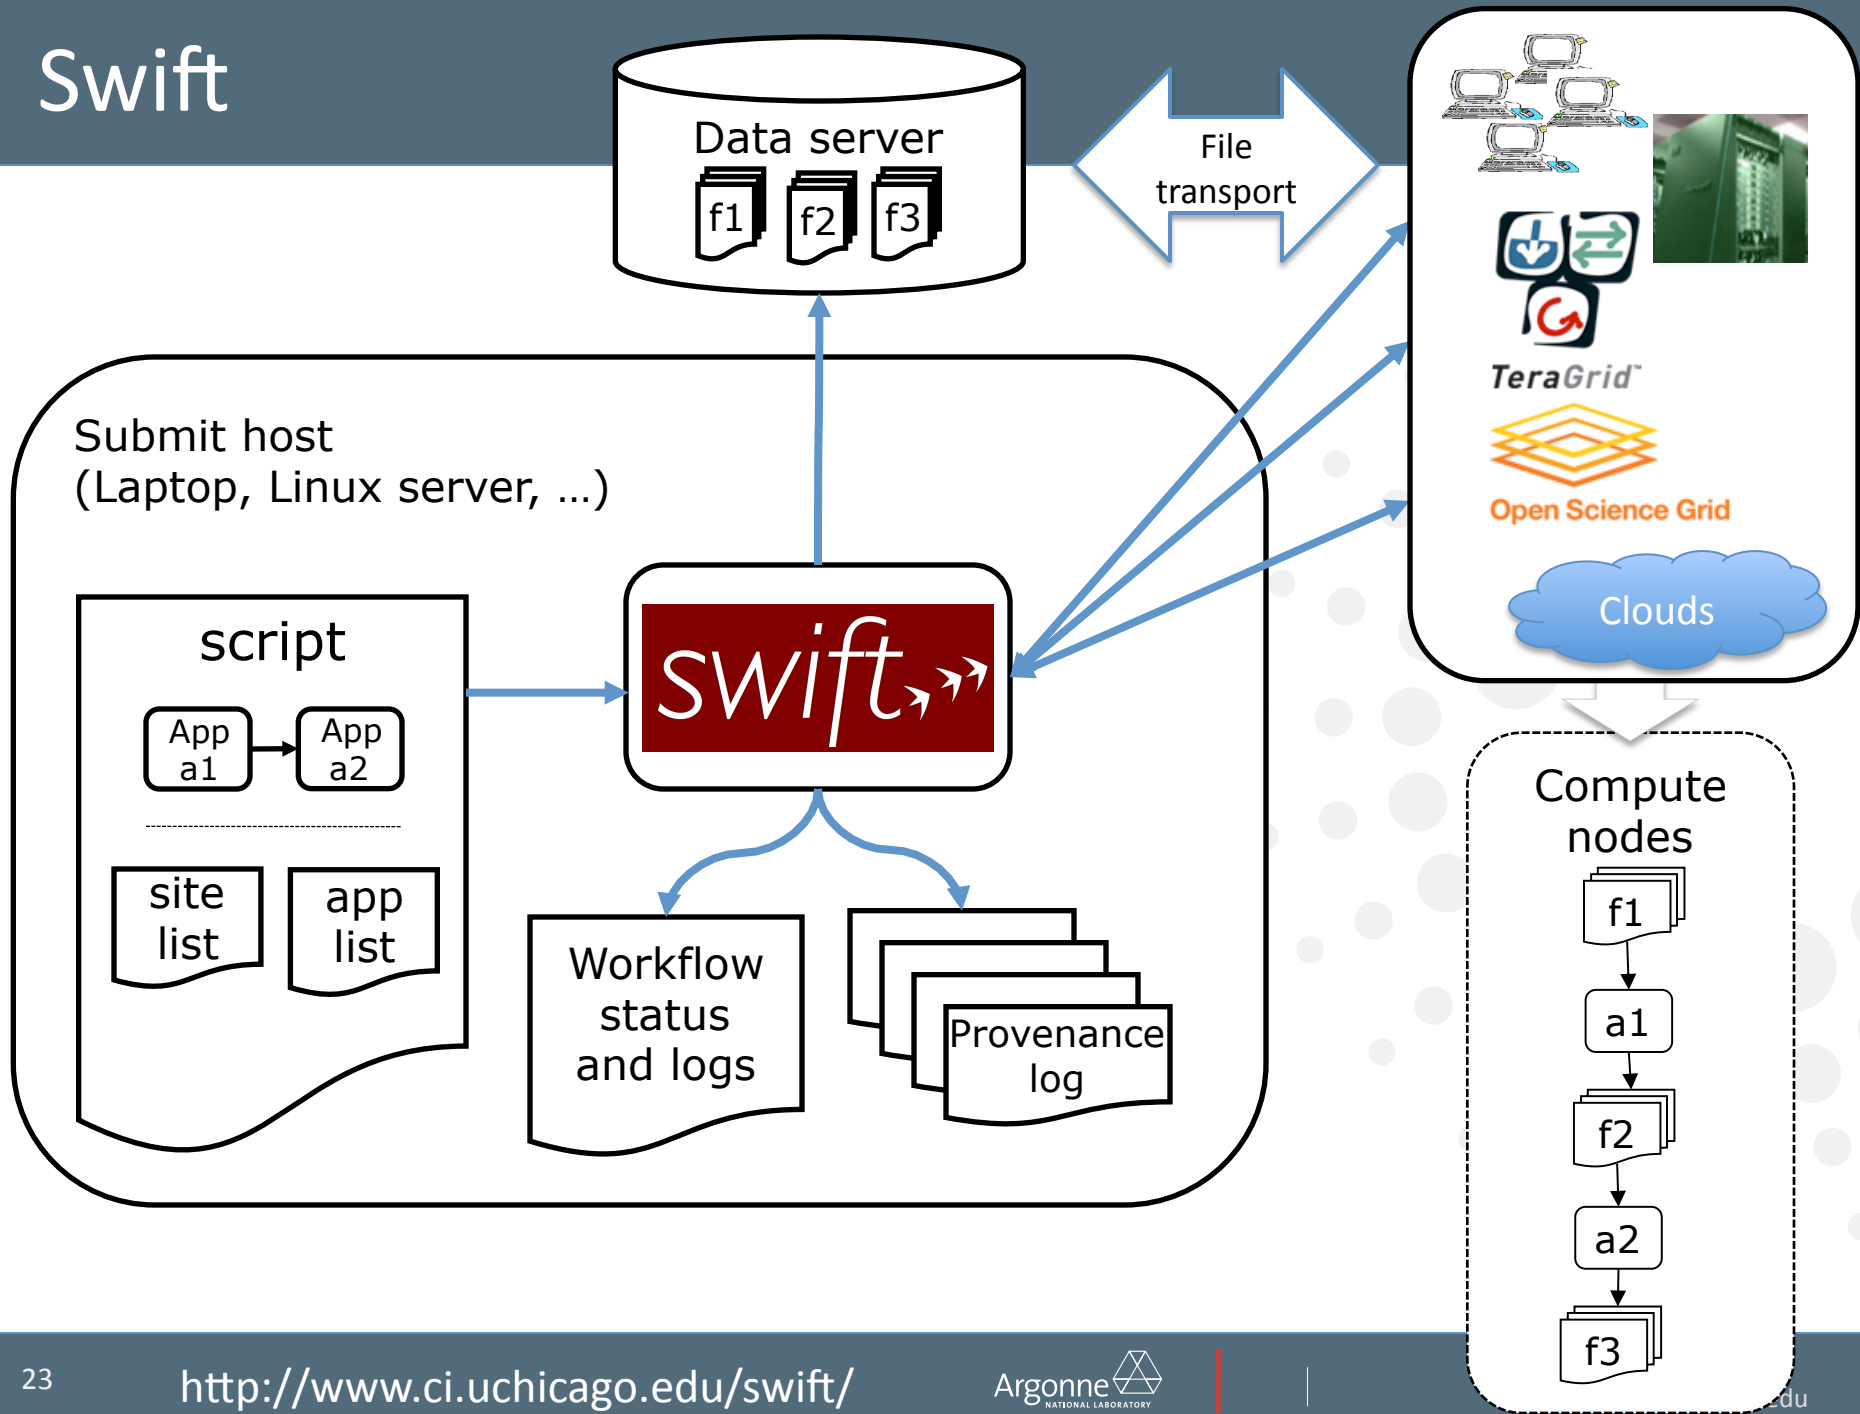 Swift
Data server
f1
f2
f3
File
transport
TeraGrid™
Open Science Grid
Clouds
Submit host
(Laptop, Linux server, …)
script
App
a1
App
a2
site
list
app
list
swift
Workflow
status
and logs
Provenance
log
Compute
nodes
f1
a1
f2
a2
f3
23
http://www.ci.uchicago.edu/swift/
Argonne
NATIONAL LABORATORY
edu